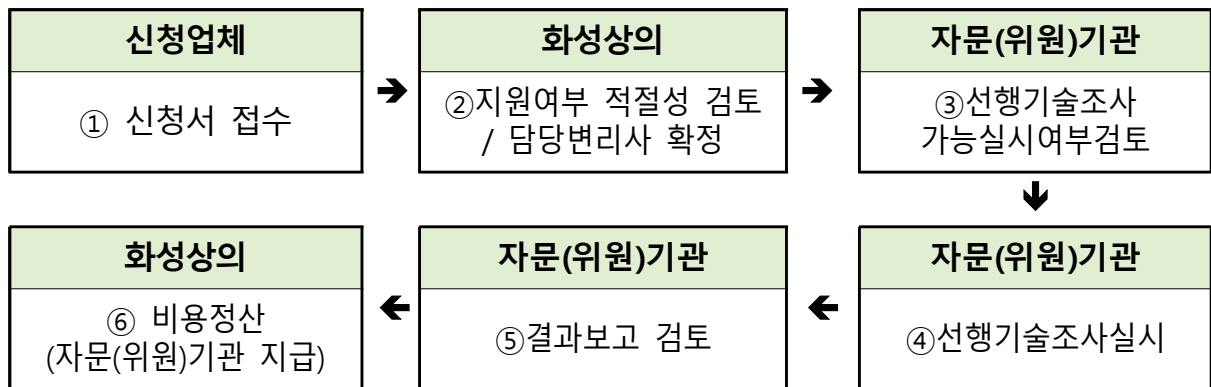 신청업체
① 신청서 접수
화성상의
②지원여부 적절성 검토
/ 담당변리사 확정
자문(위원)기관
③선행기술조사
가능실시여부검토
자문(위원)기관
④선행기술조사실시
자문(위원)기관
⑤결과보고 검토
화성상의
⑥ 비용정산
(자문(위원)기관 지급)